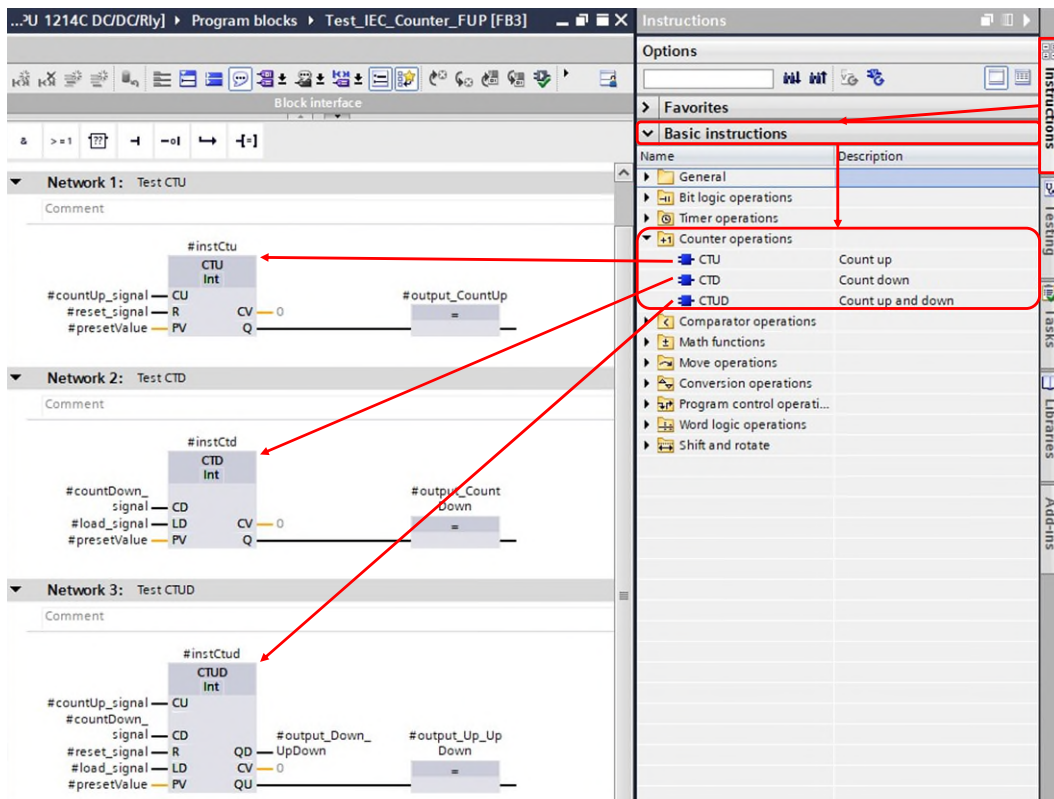 ...PU 1214C DC/DC/Rly] Program blocks Test_IEC_Counter_FUP [FB3]
Block interface
& >=1 ?? -o| -[=]
Network 1: Test CTU
Comment
#instCtu
CTU
Int
#countUp_signal CU #output_CountUp
#reset_signal R CV 0 =
#presetValue PV Q
Network 2: Test CTD
Comment
#instCtd
CTD
Int
#countDown_ #output_Count
signal CD Down
#load_signal LD CV 0 =
#presetValue PV Q
Network 3: Test CTUD
Comment
#instCtud
CTUD
Int
#countUp_signal CU
#countDown_
signal CD #output_Down_ #output_Up_Up
#reset_signal R QD UpDown Down
#load_signal LD CV 0 =
#presetValue PV QU
Instructions
Options
Favorites
Basic instructions
Name Description
General
Bit logic operations
Timer operations
Counter operations
CTU Count up
CTD Count down
CTUD Count up and down
Comparator operations
Math functions
Move operations
Conversion operations
Program control operati...
Word logic operations
Shift and rotate
Instructions
Testing
Tasks
Libraries
Add-ins